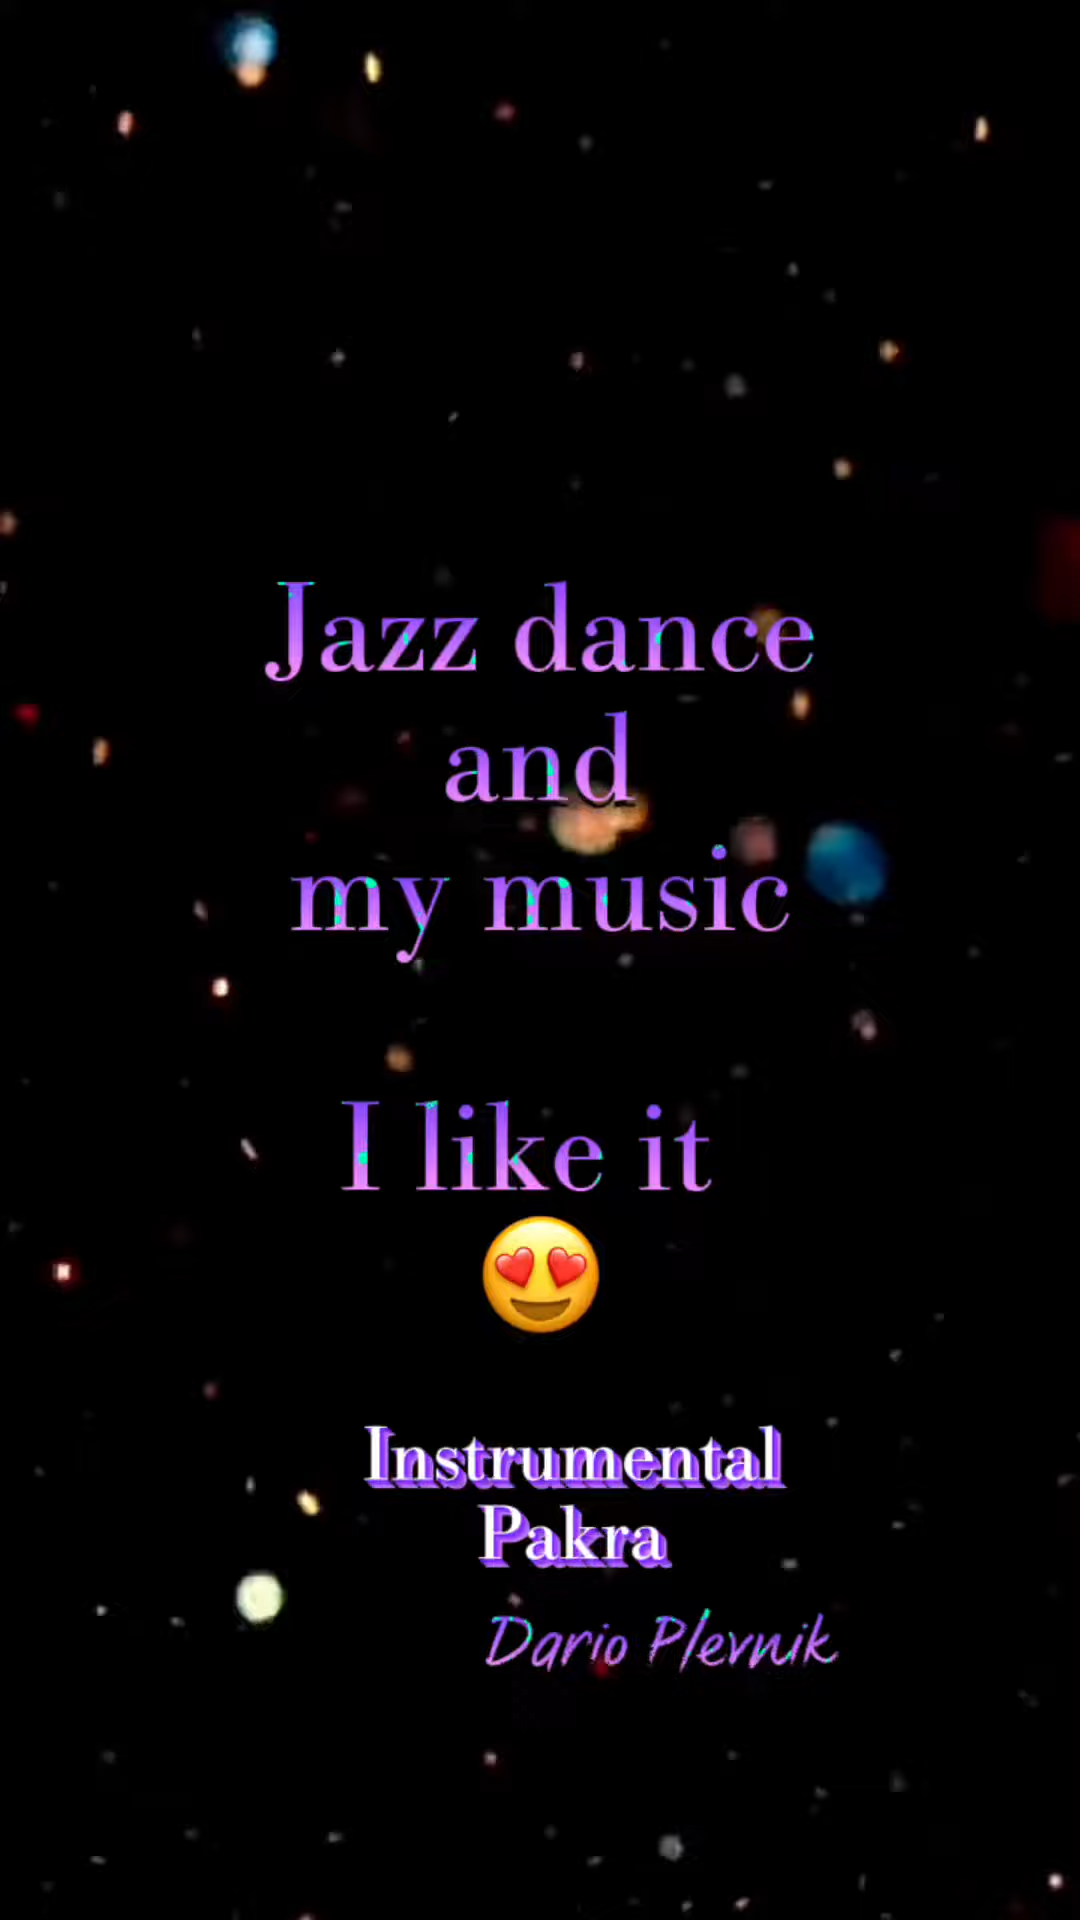 Jazz dance
and
my music
I like it
😍
Instrumental
Pakra
Dario Plevnik